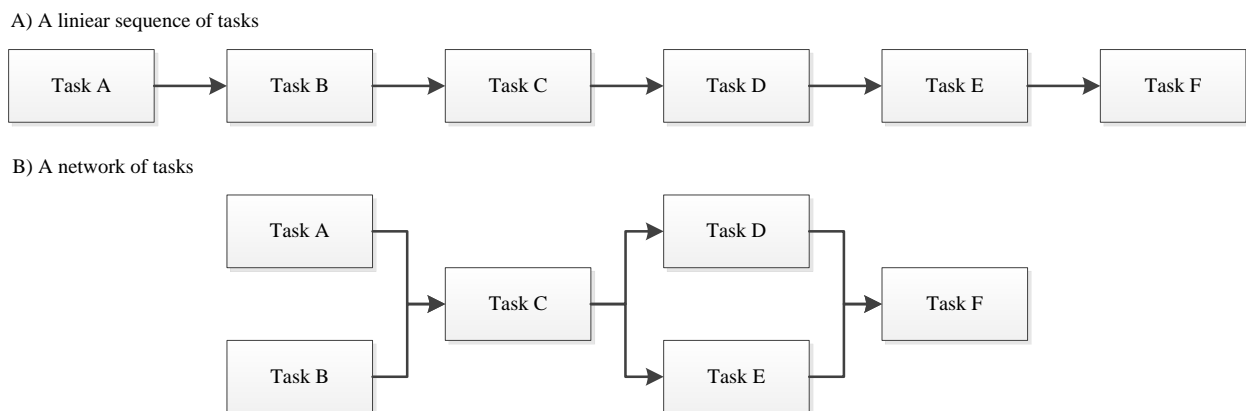 A) A liniear sequence of tasks
Task A
Task B
Task C
Task D
Task E
Task F
B) A network of tasks
Task A
Task B
Task C
Task D
Task E
Task F